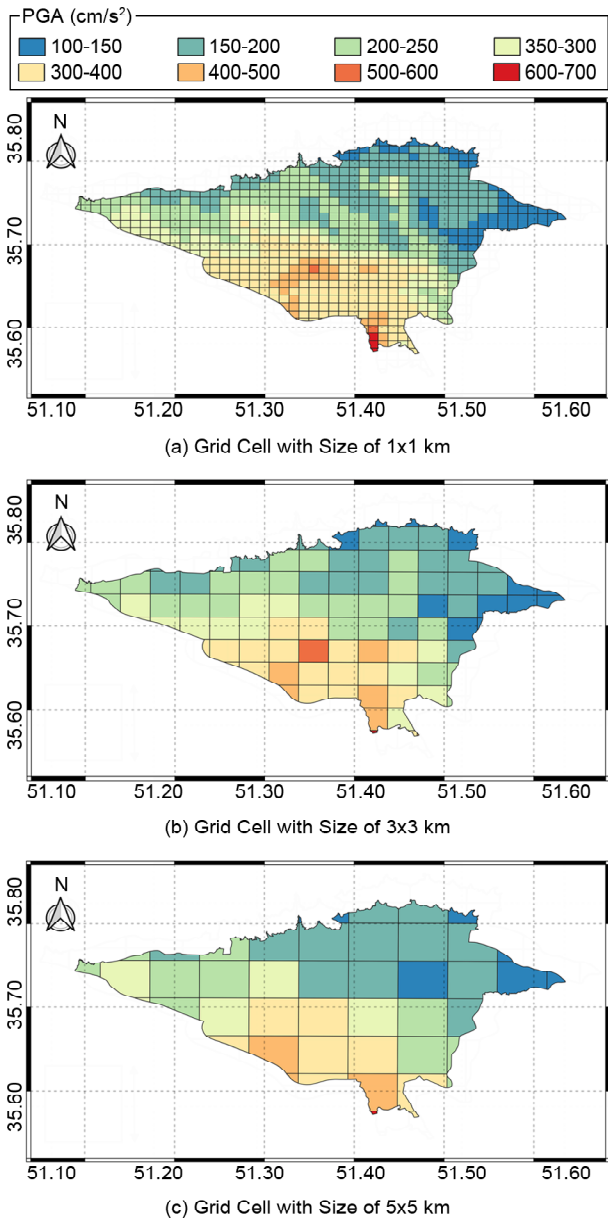 PGA (cm/s²)
100-150 150-200 200-250 350-300
300-400 400-500 500-600 600-700
N
35.80
35.70
35.60
51.10 51.20 51.30 51.40 51.50 51.60
(a) Grid Cell with Size of 1x1 km
N
35.80
35.70
35.60
51.10 51.20 51.30 51.40 51.50 51.60
(b) Grid Cell with Size of 3x3 km
N
35.80
35.70
35.60
51.10 51.20 51.30 51.40 51.50 51.60
(c) Grid Cell with Size of 5x5 km